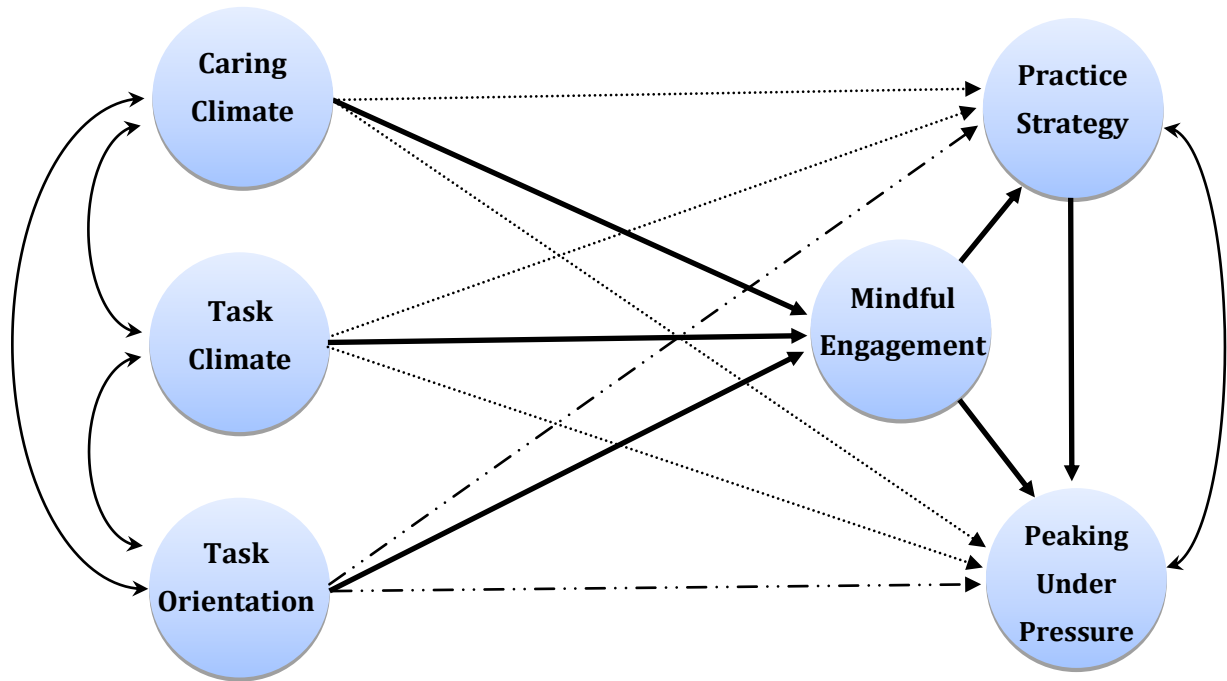 Caring
Climate
Practice
Strategy
Task
Climate
Mindful
Engagement
Task
Orientation
Peaking
Under
Pressure